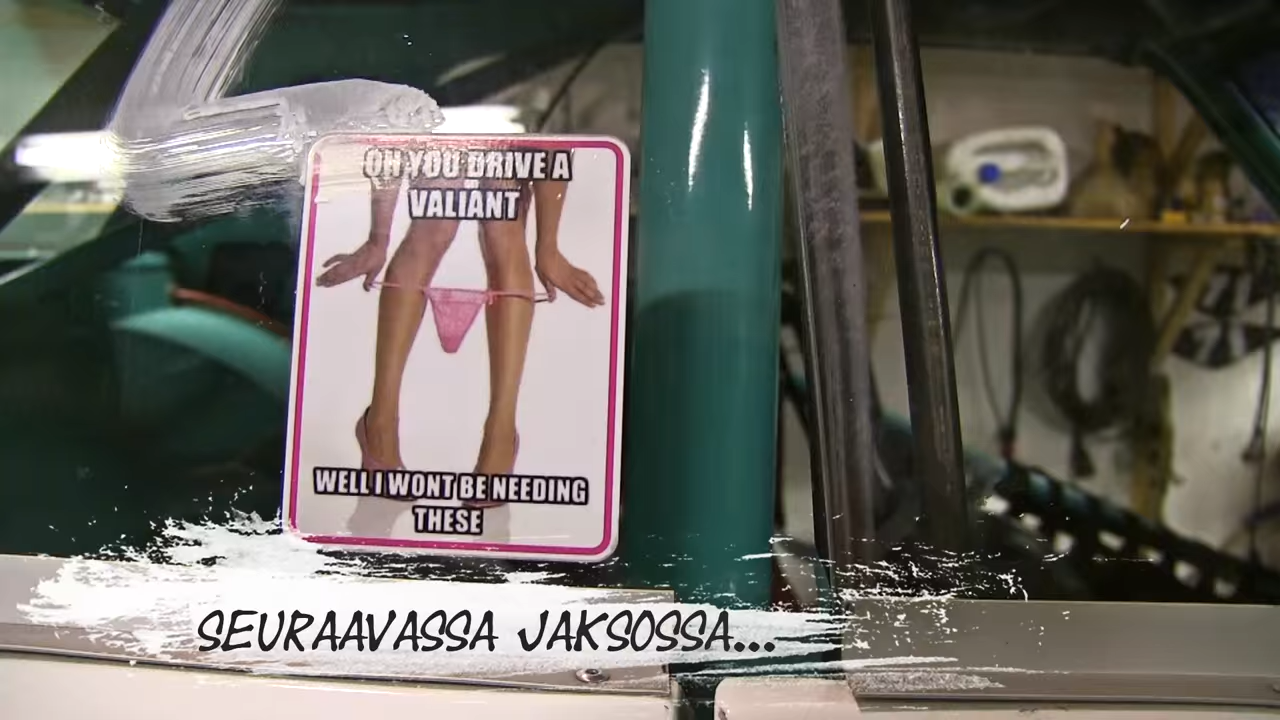 OH YOU DRIVE A
VALIANT
WELL I WONT BE NEEDING
THESE
SEURAAVASSA JAKSOSSA...